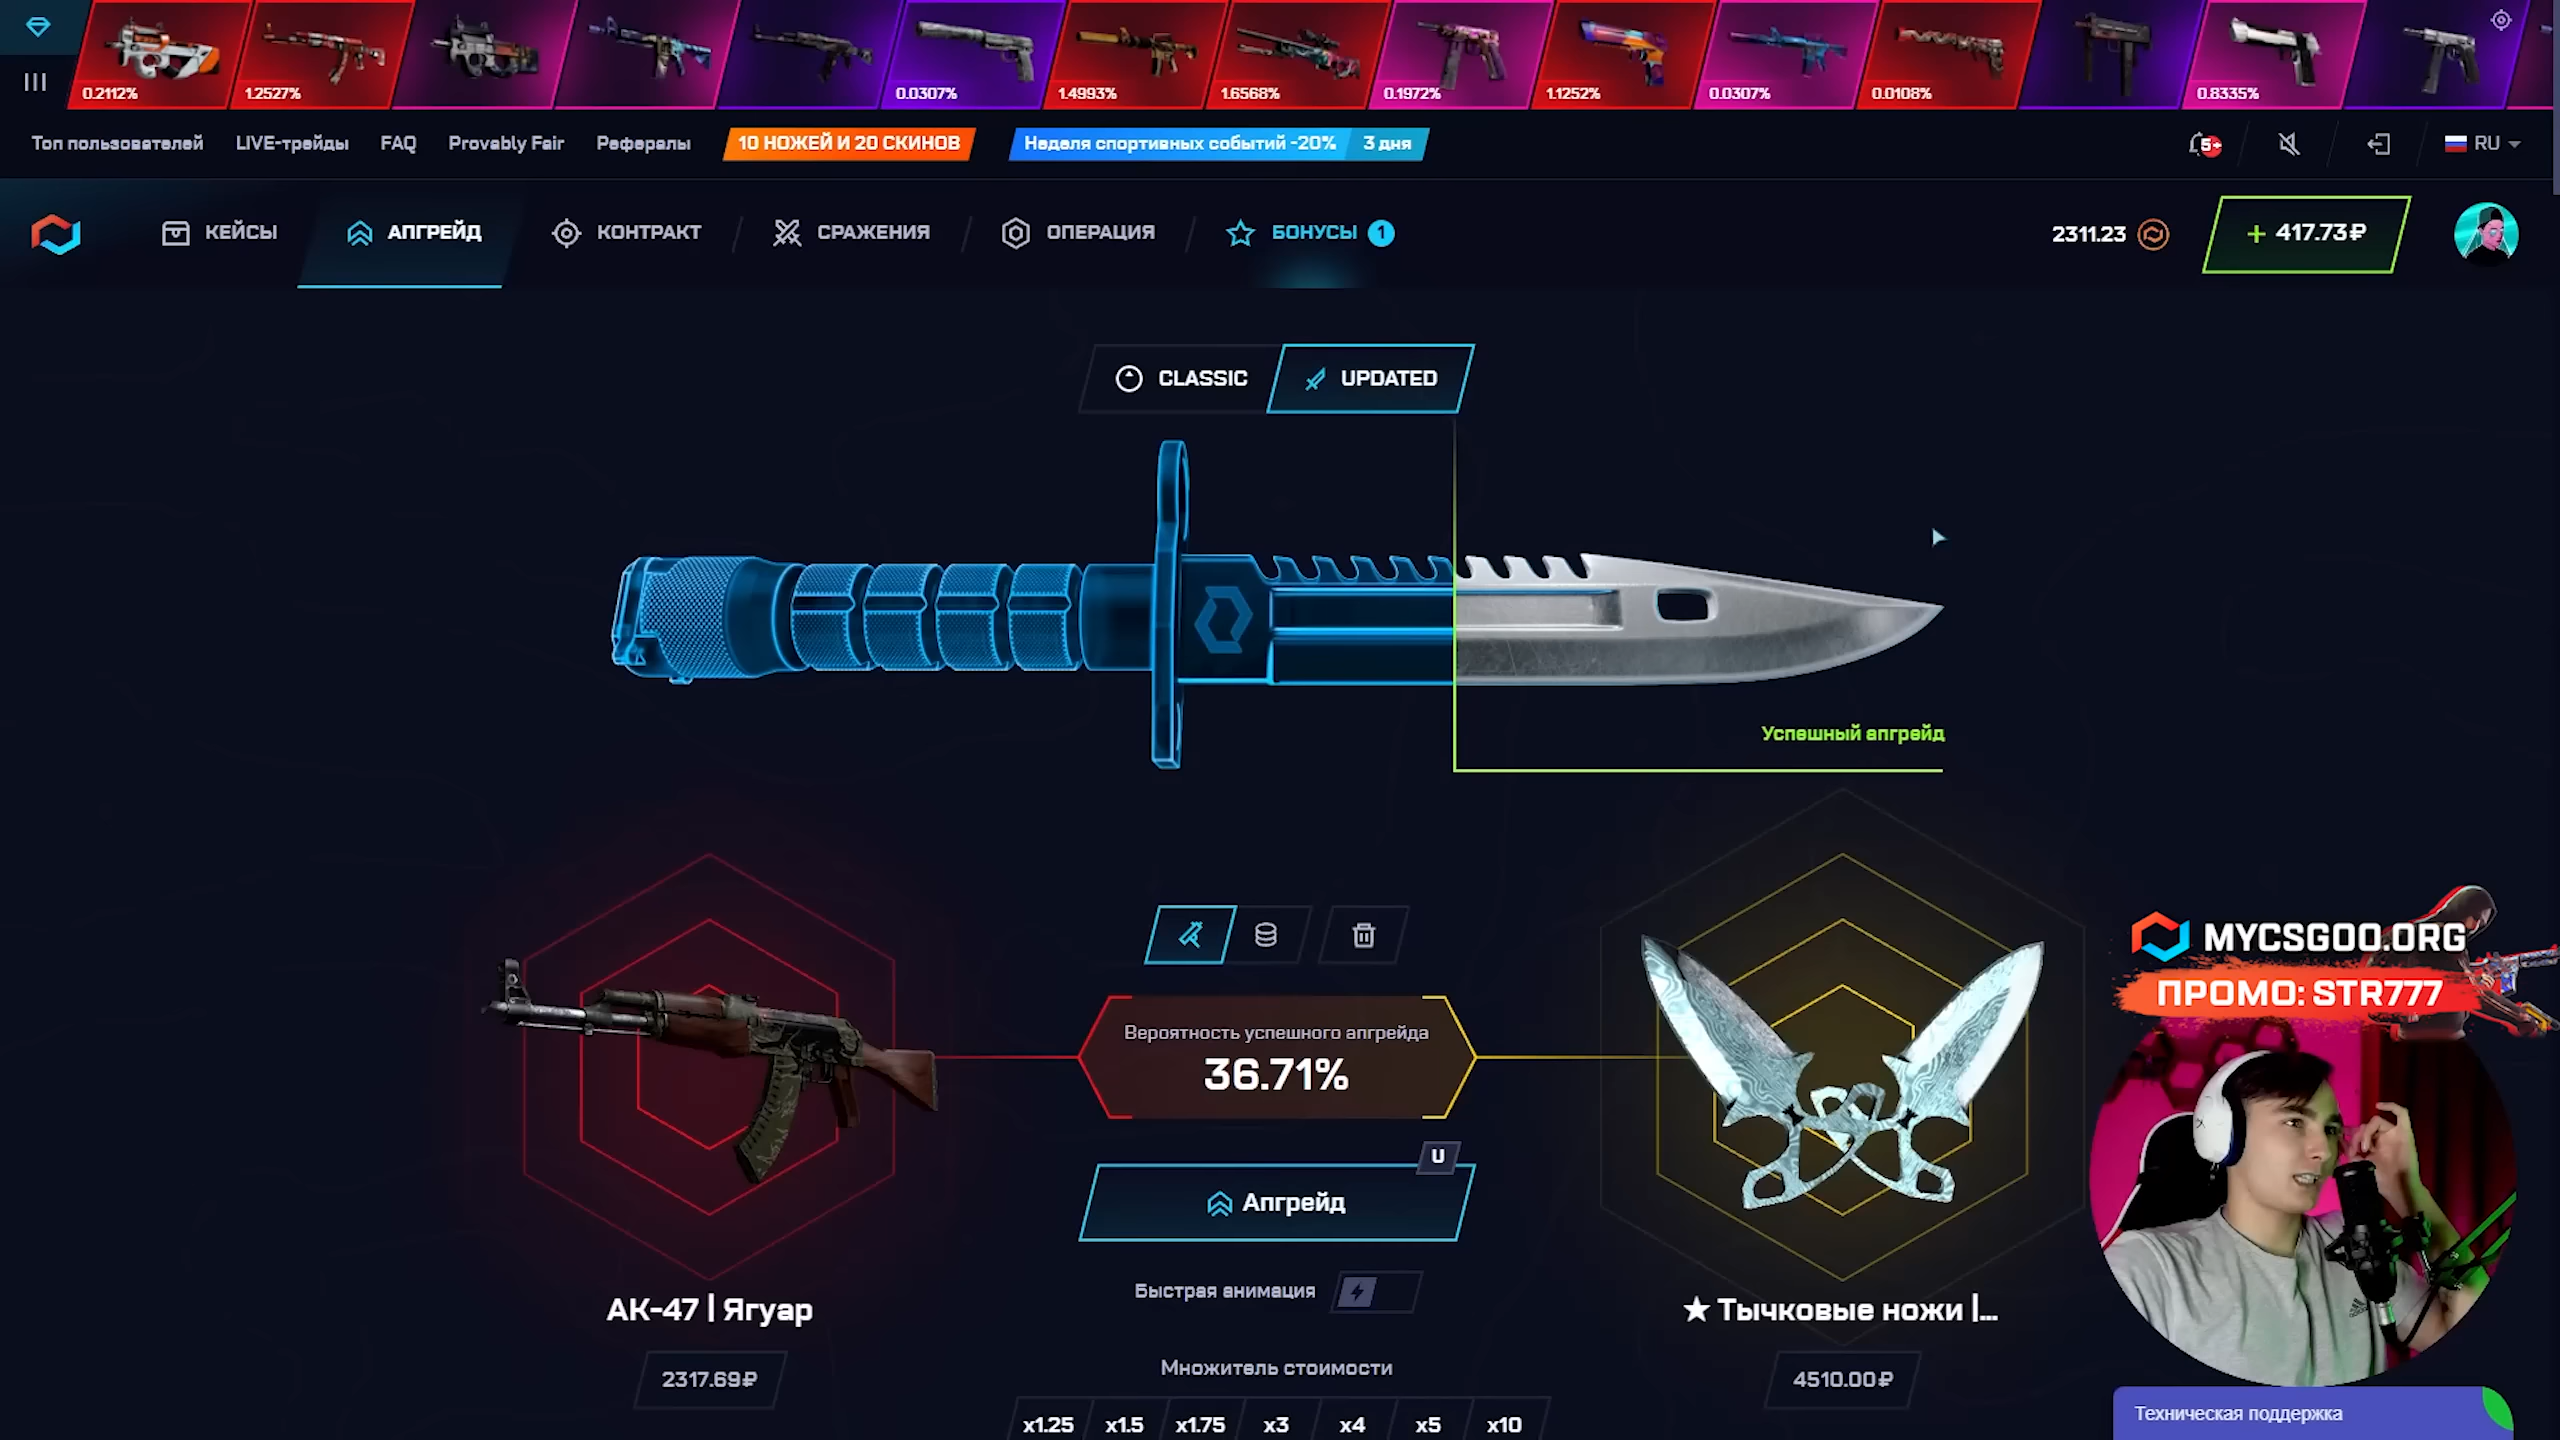 0.2112%
1.2527%
0.0307%
1.4993%
1.6568%
0.1972%
1.1252%
0.0307%
0.0108%
0.8335%
Топ пользователей
LIVE-трейды
FAQ
Provably Fair
Рефералы
10 НОЖЕЙ И 20 СКИНОВ
Неделя спортивных событий -20%
3 дня
5+
RU
КЕЙСЫ
АПГРЕЙД
КОНТРАКТ
СРАЖЕНИЯ
ОПЕРАЦИЯ
БОНУСЫ
1
2311.23
+ 417.73₽
CLASSIC
UPDATED
Успешный апгрейд
MYCSGOO.ORG
ПРОМО: STR777
Вероятность успешного апгрейда
36.71%
U
Апгрейд
Быстрая анимация
АК-47 | Ягуар
2317.69₽
★ Тычковые ножи |...
4510.00₽
Множитель стоимости
x1.25
x1.5
x1.75
x3
x4
x5
x10
Техническая поддержка